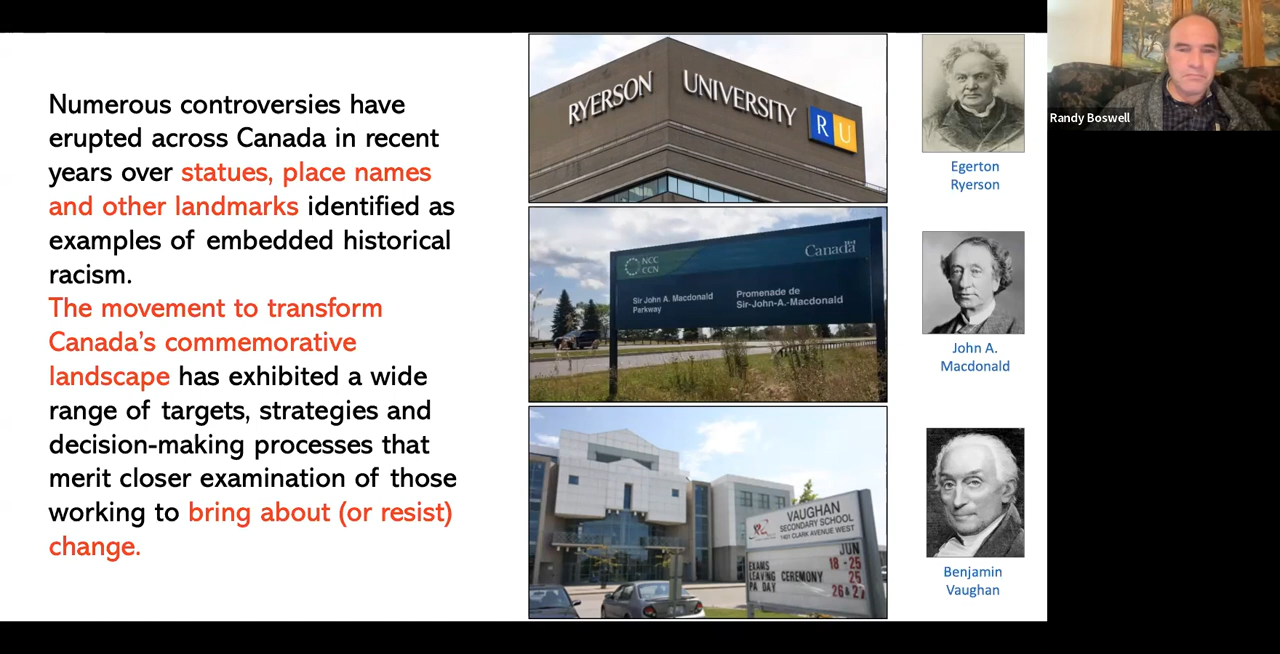 Numerous controversies have
erupted across Canada in recent
years over statues, place names
and other landmarks identified as
examples of embedded historical
racism.
The movement to transform
Canada's commemorative
landscape has exhibited a wide
range of targets, strategies and
decision-making processes that
merit closer examination of those
working to bring about (or resist)
change.
RYERSON UNIVERSITY RU
Egerton
Ryerson
NCC
CCN
Canada
Sir John A. Macdonald
Parkway
Promenade de
Sir-John-A.-Macdonald
John A.
Macdonald
VAUGHAN
SECONDARY SCHOOL
1401 CLARK AVENUE WEST
JUN
EXAMS 18 - 25
LEAVING CEREMONY 25
PA DAY 26 & 27
Benjamin
Vaughan
Randy Boswell